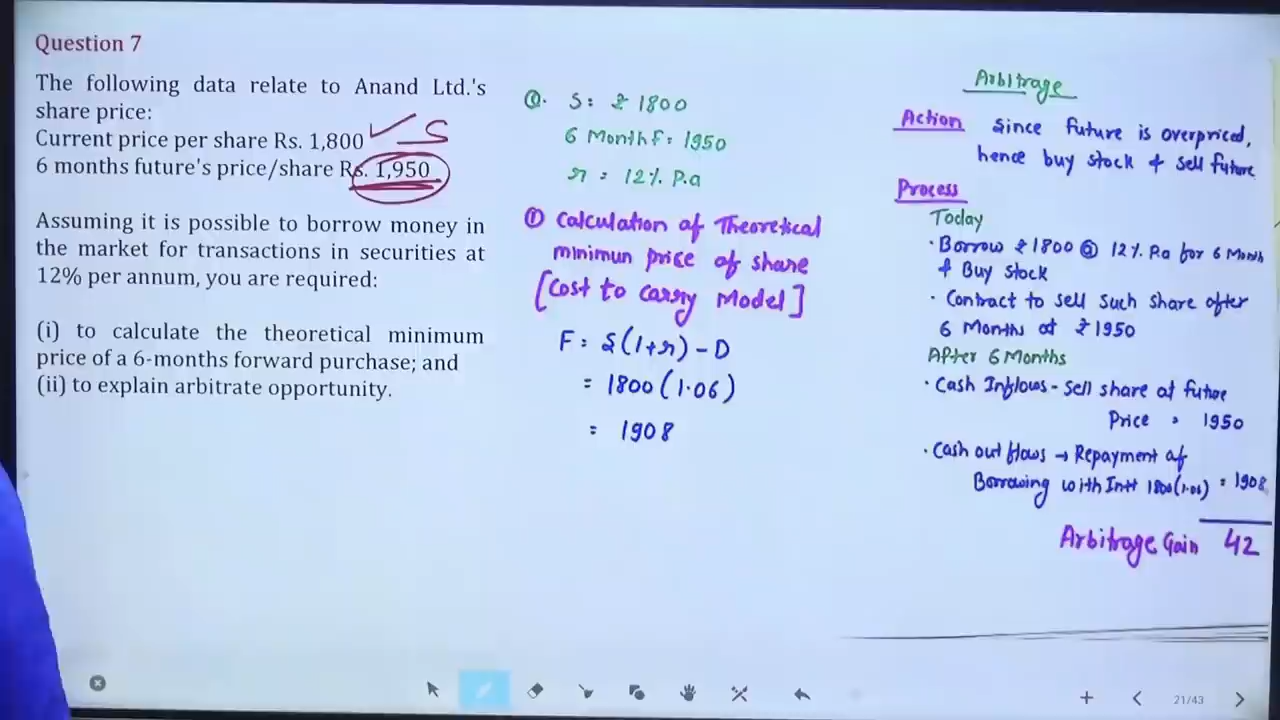 Question 7
The following data relate to Anand Ltd.'s
share price:
Current price per share Rs. 1,800 S
6 months future's price/share Rs. 1,950
Assuming it is possible to borrow money in
the market for transactions in securities at
12% per annum, you are required:
(i) to calculate the theoretical minimum
price of a 6-months forward purchase; and
(ii) to explain arbitrate opportunity.
Q. S: ₹ 1800
6 Month F: 1950
r = 12% P.a
① Calculation of Theoretical
minimun price of share
[Cost to Carry Model]
F: S(1+r) - D
= 1800 (1.06)
= 1908
Arbitrage
Action Since Future is overpriced,
hence buy stock & sell future
Process
Today
· Borrow ₹ 1800 @ 12% P.a for 6 Month
& Buy stock
· Contract to sell such share after
6 Months at ₹ 1950
After 6 Months
· Cash Inflows - Sell share at future
Price = 1950
· Cash out flows → Repayment of
Borrowing with Intt 1800(1.06) = 1908
Arbitrage Gain 42
21/43